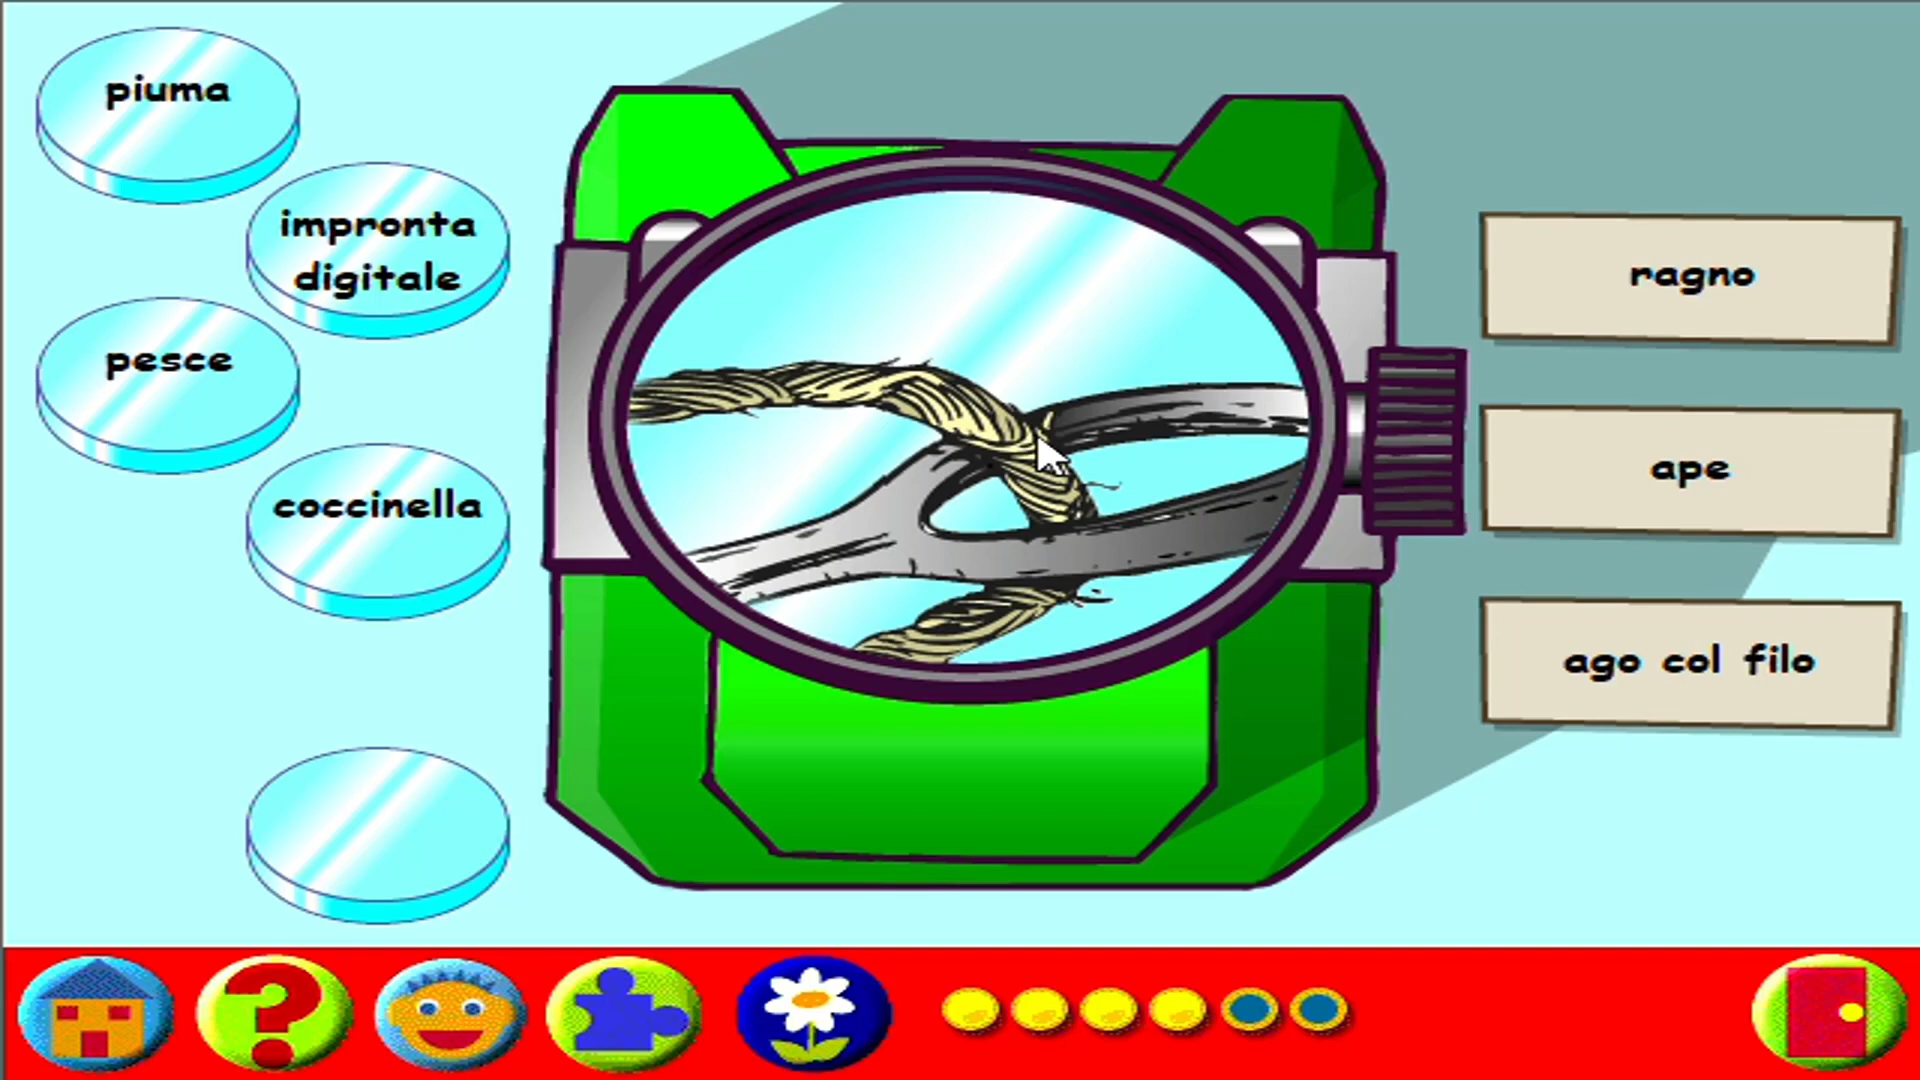 piuma
impronta
digitale
pesce
coccinella
ragno
ape
ago col filo